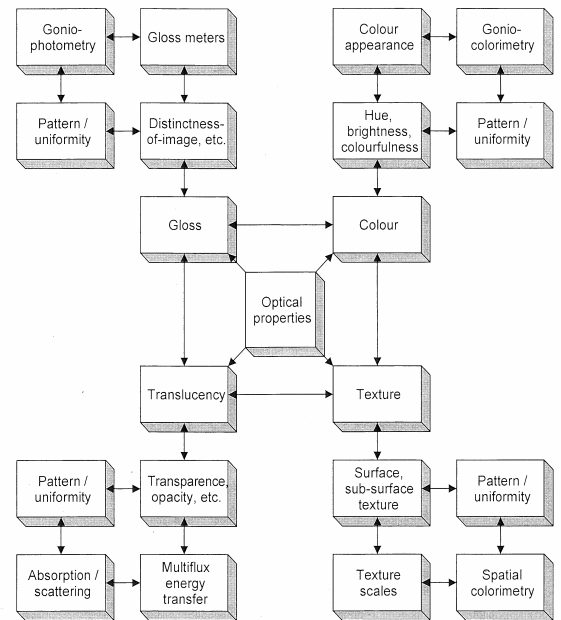 Gonio-
photometry
Gloss meters
Colour
appearance
Gonio-
colorimetry
Pattern /
uniformity
Distinctness-
of-image, etc.
Hue,
brightness,
colourfulness
Pattern /
uniformity
Gloss
Colour
Optical
properties
Translucency
Texture
Pattern /
uniformity
Transparence,
opacity, etc.
Surface,
sub-surface
texture
Pattern /
uniformity
Absorption /
scattering
Multiflux
energy
transfer
Texture
scales
Spatial
colorimetry